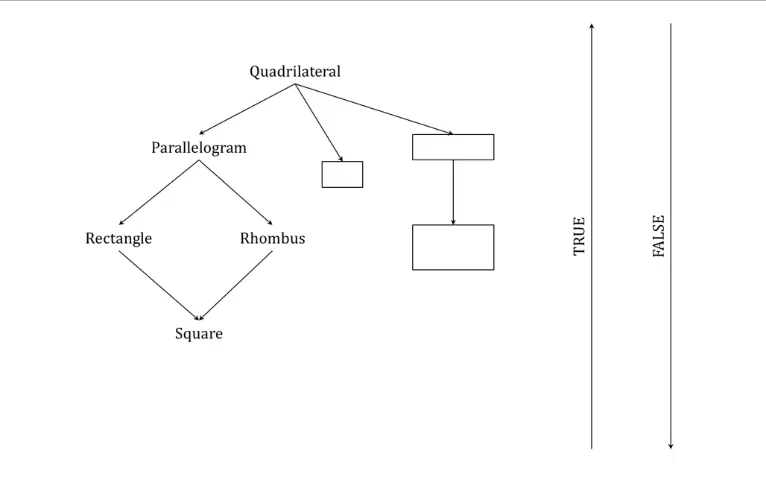 Quadrilateral
Parallelogram
Rectangle
Rhombus
Square
TRUE
FALSE